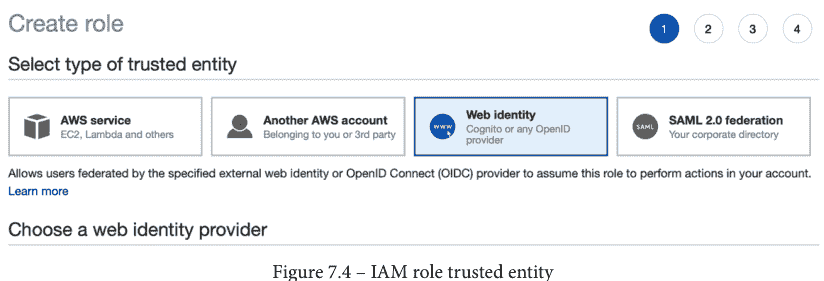 Create role
1 2 3 4
Select type of trusted entity
AWS service
EC2, Lambda and others
Another AWS account
Belonging to you or 3rd party
www
Web identity
Cognito or any OpenID
provider
SAML
SAML 2.0 federation
Your corporate directory
Allows users federated by the specified external web identity or OpenID Connect (OIDC) provider to assume this role to perform actions in your account.
Learn more
Choose a web identity provider
Figure 7.4 – IAM role trusted entity